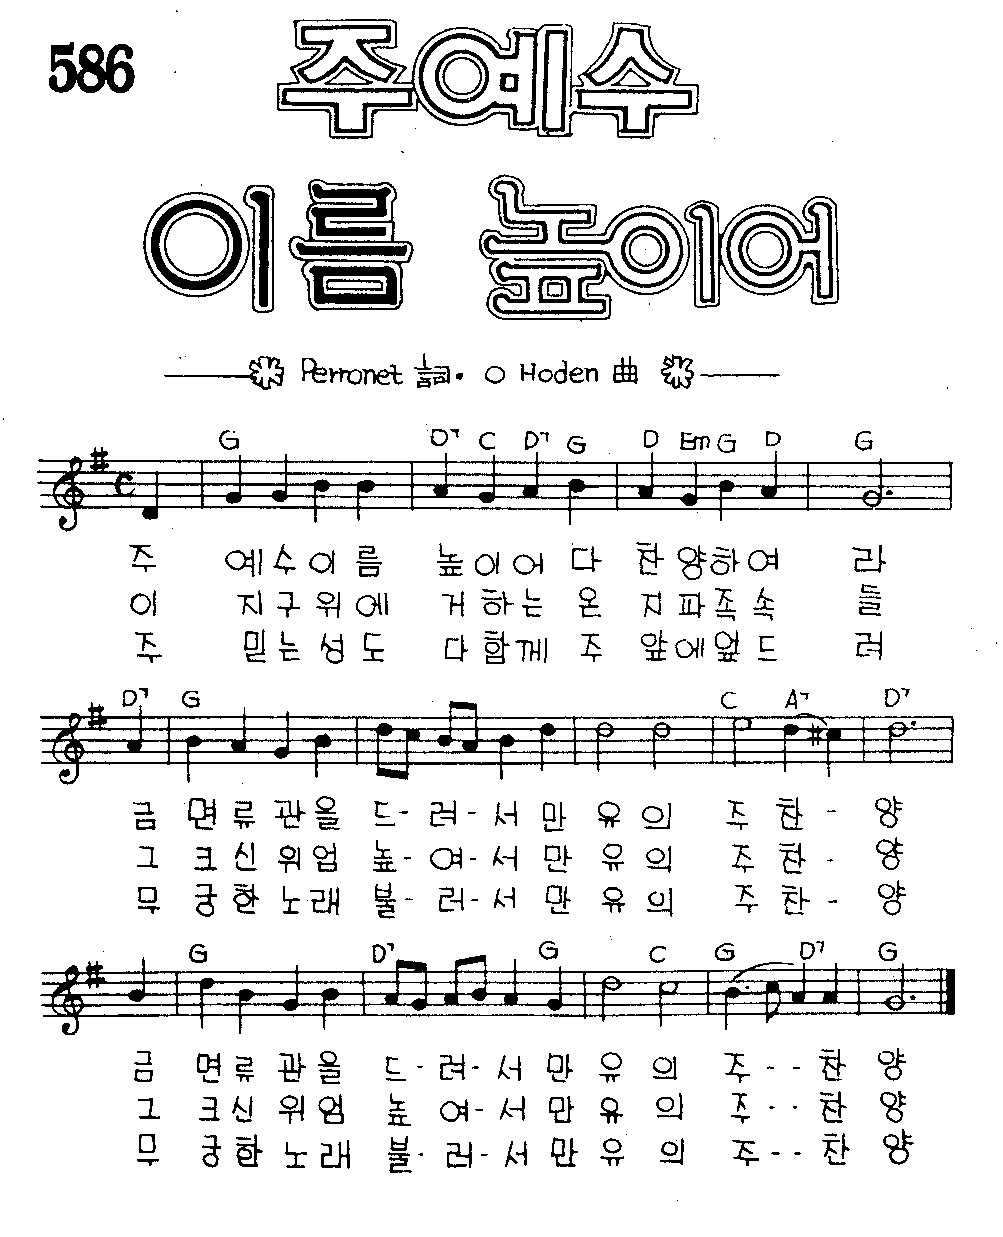 586
주예수
이름 높이어
Perronet 詞. O Hoden 曲
G D7 C D7 G D Em G D G
주 예수이름 높이어 다 찬양하여 라
이 지구위에 거하는 온 지파족속 들
주 믿는성도 다함께 주 앞에엎드 려
D7 G C A7 D7
금 면류관을 드-려-서 만유의 주찬-양
그 크신위엄 높-여-서 만유의 주찬-양
무 궁한노래 불-러-서 만유의 주찬-양
G D7 G C G D7 G
금 면류관을 드-려-서 만유의 주--찬양
그 크신위엄 높여-서 만유의 주--찬양
무 궁한노래 불-러-서 만유의 주--찬양